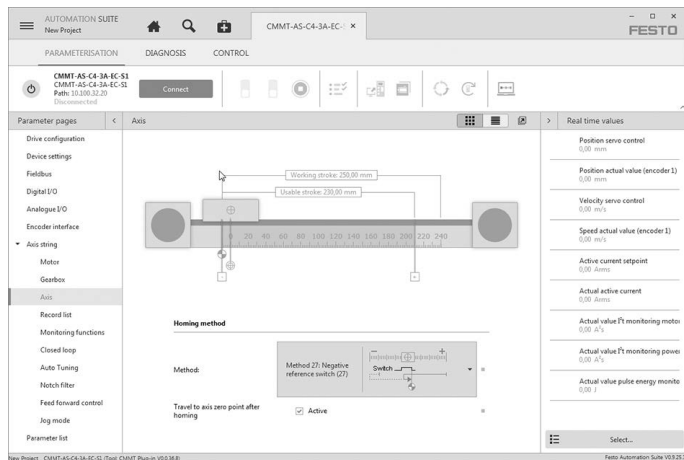 AUTOMATION SUITE
New Project
CMMT-AS-C4-3A-EC-S
×
FESTO
PARAMETERISATION
DIAGNOSIS
CONTROL
CMMT-AS-C4-3A-EC-S1
CMMT-AS-C4-3A-EC-S1
Path: 10.100.32.20
Disconnected
Connect
Parameter pages
Axis
Real time values
Drive configuration
Device settings
Fieldbus
Digital I/O
Analogue I/O
Encoder interface
Axis string
Motor
Gearbox
Axis
Record list
Monitoring functions
Closed loop
Auto Tuning
Notch filter
Feed forward control
Jog mode
Parameter list
Working stroke: 250,00 mm
Usable stroke: 230,00 mm
0 20 40 60 80 100 120 140 160 180 200 220 240
- +
Homing method
Method:
Method 27: Negative
reference switch (27)
- +
Switch
Travel to axis zero point after
homing
Active
Position servo control
0,00 mm
Position actual value (encoder 1)
0,00 mm
Velocity servo control
0,00 m/s
Speed actual value (encoder 1)
0,00 m/s
Active current setpoint
0,00 Arms
Actual active current
0,00 Arms
Actual value I²t monitoring motor
0,00 A²s
Actual value I²t monitoring power
0,00 A²s
Actual value pulse energy monito
0,00 J
Select...
New Project CMMT-AS-C4-3A-EC-S1 (Tool: CMMT Plug-in V0.0.36.8)
Festo Automation Suite V0.9.25.